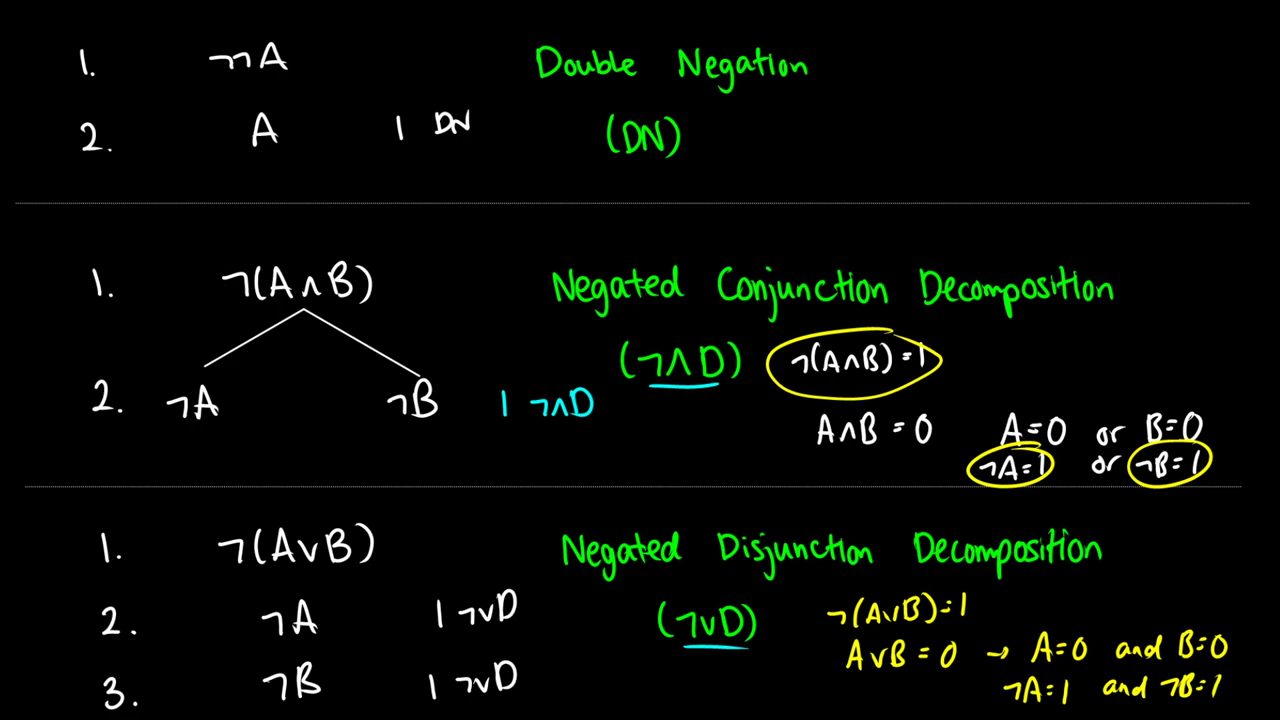 1. ¬¬A Double Negation
2. A 1 DN (DN)
1. ¬(A∧B) Negated Conjunction Decomposition
(¬∧D) ¬(A∧B)=1
2. ¬A ¬B 1 ¬∧D
A∧B = 0 A=0 or B=0
¬A=1 or ¬B=1
1. ¬(A∨B) Negated Disjunction Decomposition
2. ¬A 1 ¬∨D (¬∨D) ¬(A∨B)=1
A∨B = 0 → A=0 and B=0
3. ¬B 1 ¬∨D ¬A=1 and ¬B=1